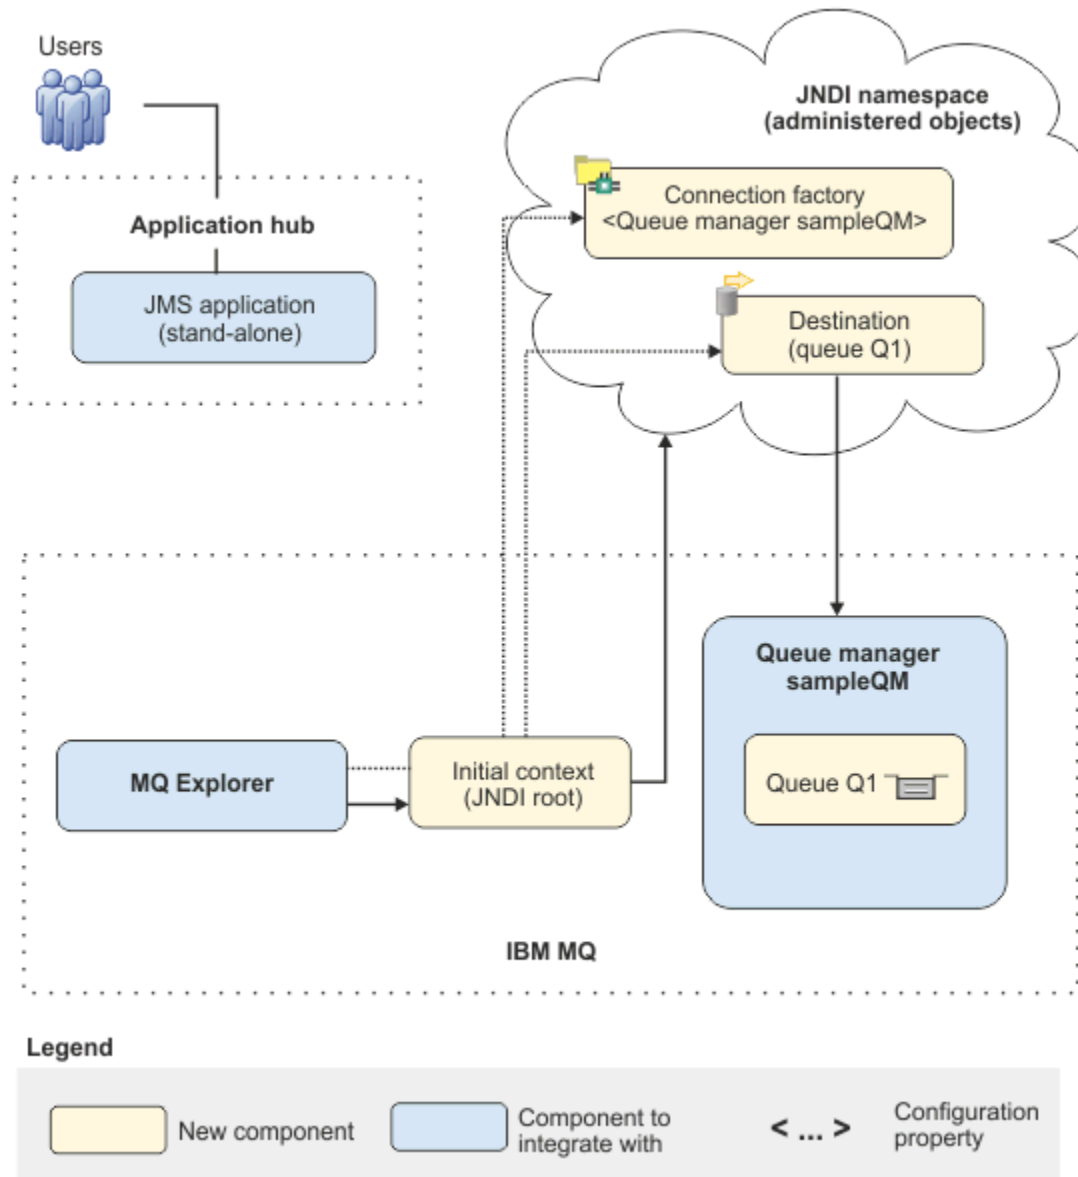 Users
JNDI namespace
(administered objects)
Connection factory
<Queue manager sampleQM>
Application hub
JMS application
(stand-alone)
Destination
(queue Q1)
Queue manager
sampleQM
MQ Explorer
Initial context
(JNDI root)
Queue Q1
IBM MQ
Legend
New component
Component to
integrate with
< ... >
Configuration
property